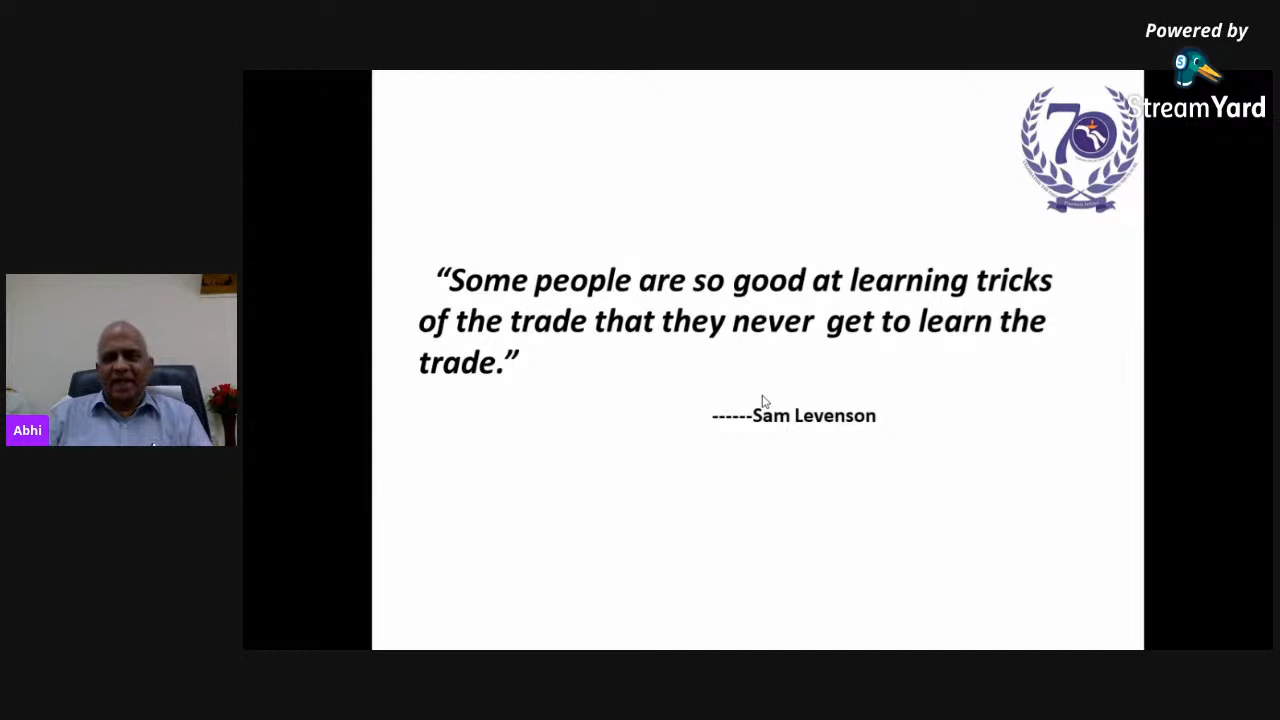 Powered by
StreamYard
70
“Some people are so good at learning tricks
of the trade that they never get to learn the
trade.”
------Sam Levenson
Abhi